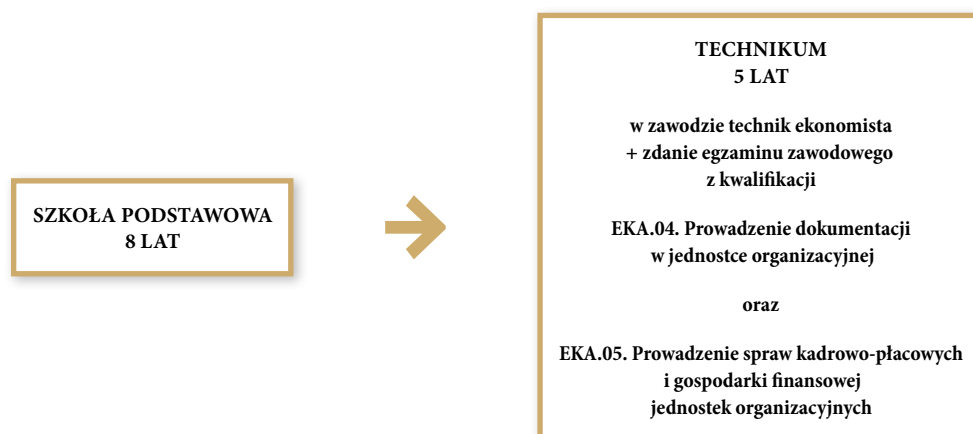 SZKOŁA PODSTAWOWA
8 LAT
TECHNIKUM
5 LAT
w zawodzie technik ekonomista
+ zdanie egzaminu zawodowego
z kwalifikacji
EKA.04. Prowadzenie dokumentacji
w jednostce organizacyjnej
oraz
EKA.05. Prowadzenie spraw kadrowo-płacowych
i gospodarki finansowej
jednostek organizacyjnych